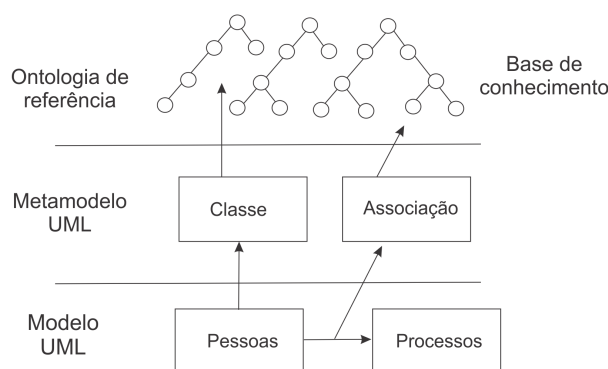 Ontologia de
referência
Base de
conhecimento
Metamodelo
UML
Classe
Associação
Modelo
UML
Pessoas
Processos